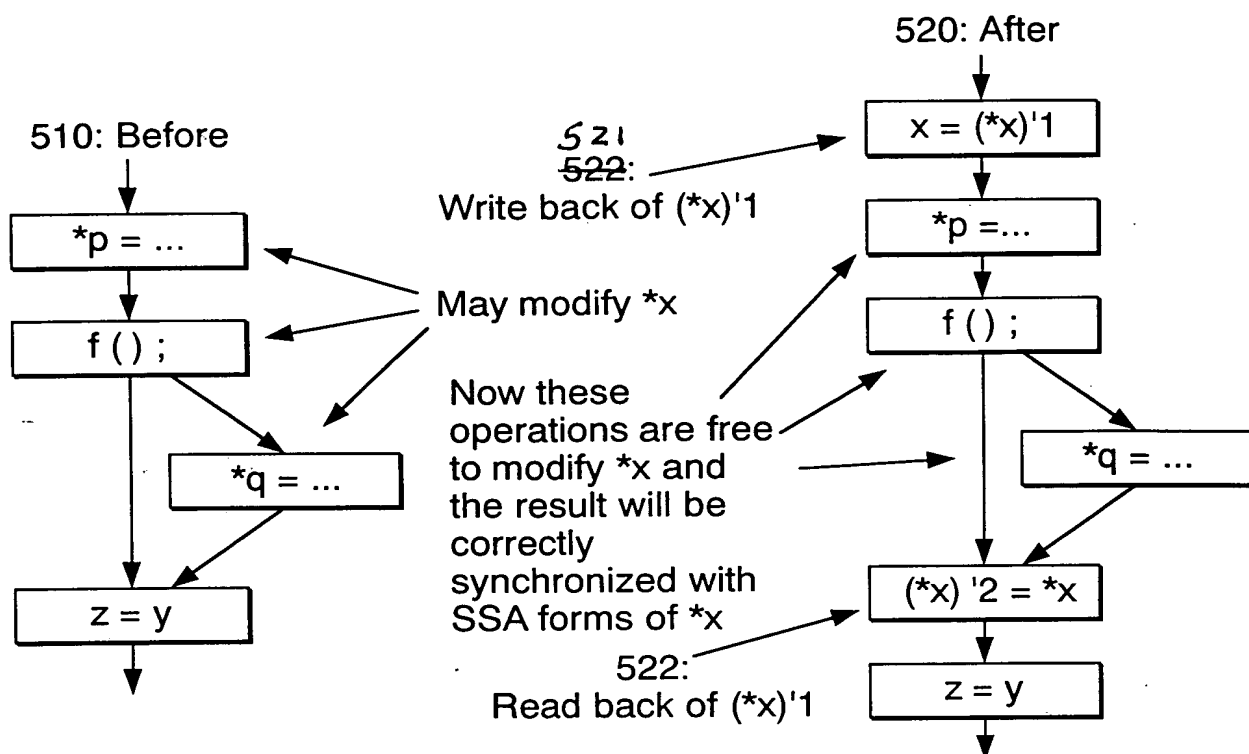 510: Before
*p = ...
f ( ) ;
*q = ...
z = y
May modify *x
521
522:
Write back of (*x)'1
Now these
operations are free
to modify *x and
the result will be
correctly
synchronized with
SSA forms of *x
522:
Read back of (*x)'1
520: After
x = (*x)'1
*p =...
f ( ) ;
*q = ...
(*x) '2 = *x
z = y